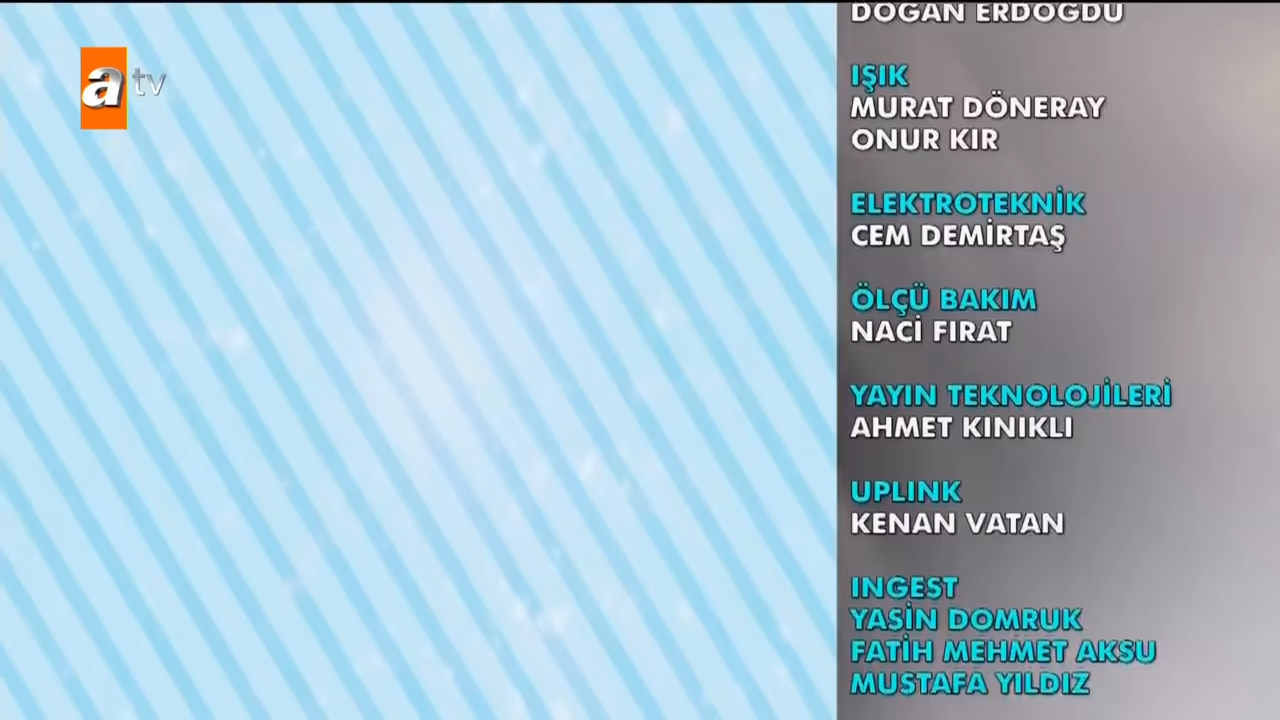 a tv
DOĞAN ERDOĞDU
IŞIK
MURAT DÖNERAY
ONUR KIR
ELEKTROTEKNİK
CEM DEMİRTAŞ
ÖLÇÜ BAKIM
NACİ FIRAT
YAYIN TEKNOLOJİLERİ
AHMET KINIKLI
UPLINK
KENAN VATAN
INGEST
YASİN DOMRUK
FATİH MEHMET AKSU
MUSTAFA YILDIZ